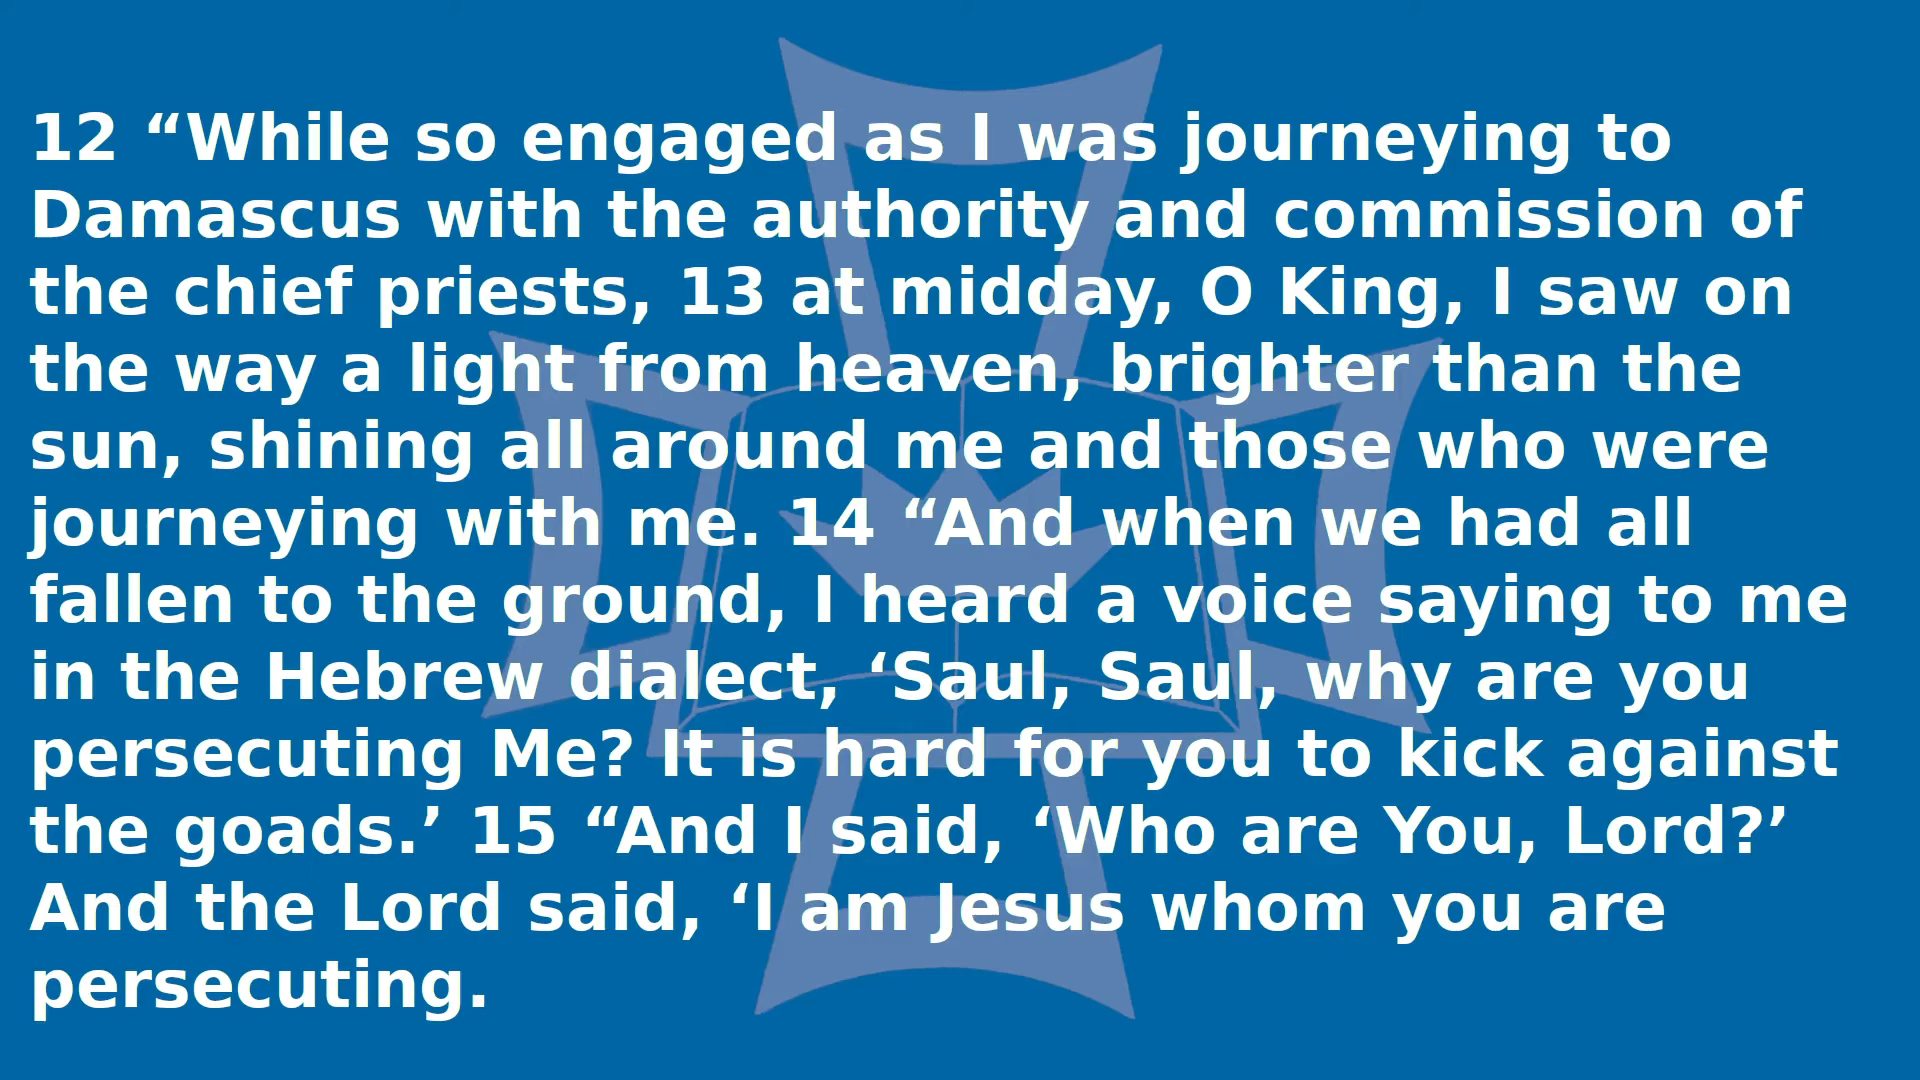 12 “While so engaged as I was journeying to
Damascus with the authority and commission of
the chief priests, 13 at midday, O King, I saw on
the way a light from heaven, brighter than the
sun, shining all around me and those who were
journeying with me. 14 “And when we had all
fallen to the ground, I heard a voice saying to me
in the Hebrew dialect, ‘Saul, Saul, why are you
persecuting Me? It is hard for you to kick against
the goads.’ 15 “And I said, ‘Who are You, Lord?’
And the Lord said, ‘I am Jesus whom you are
persecuting.